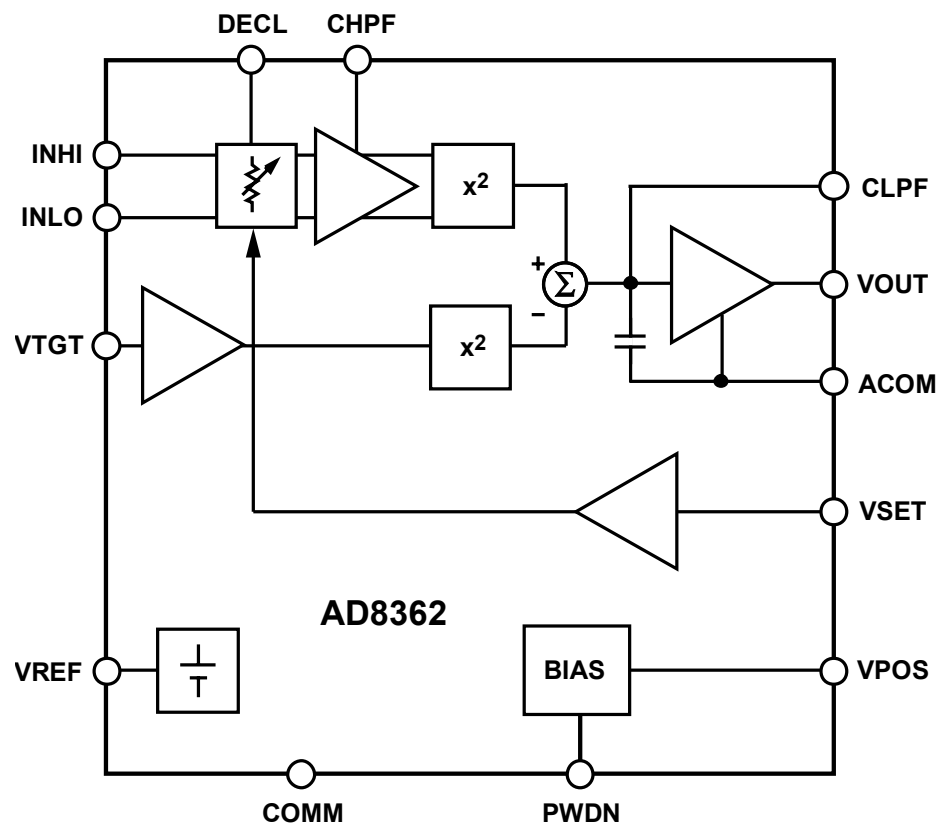 DECL
CHPF
INHI
INLO
x²
CLPF
+
Σ
VOUT
−
VTGT
x²
ACOM
VSET
AD8362
VREF
BIAS
VPOS
COMM
PWDN